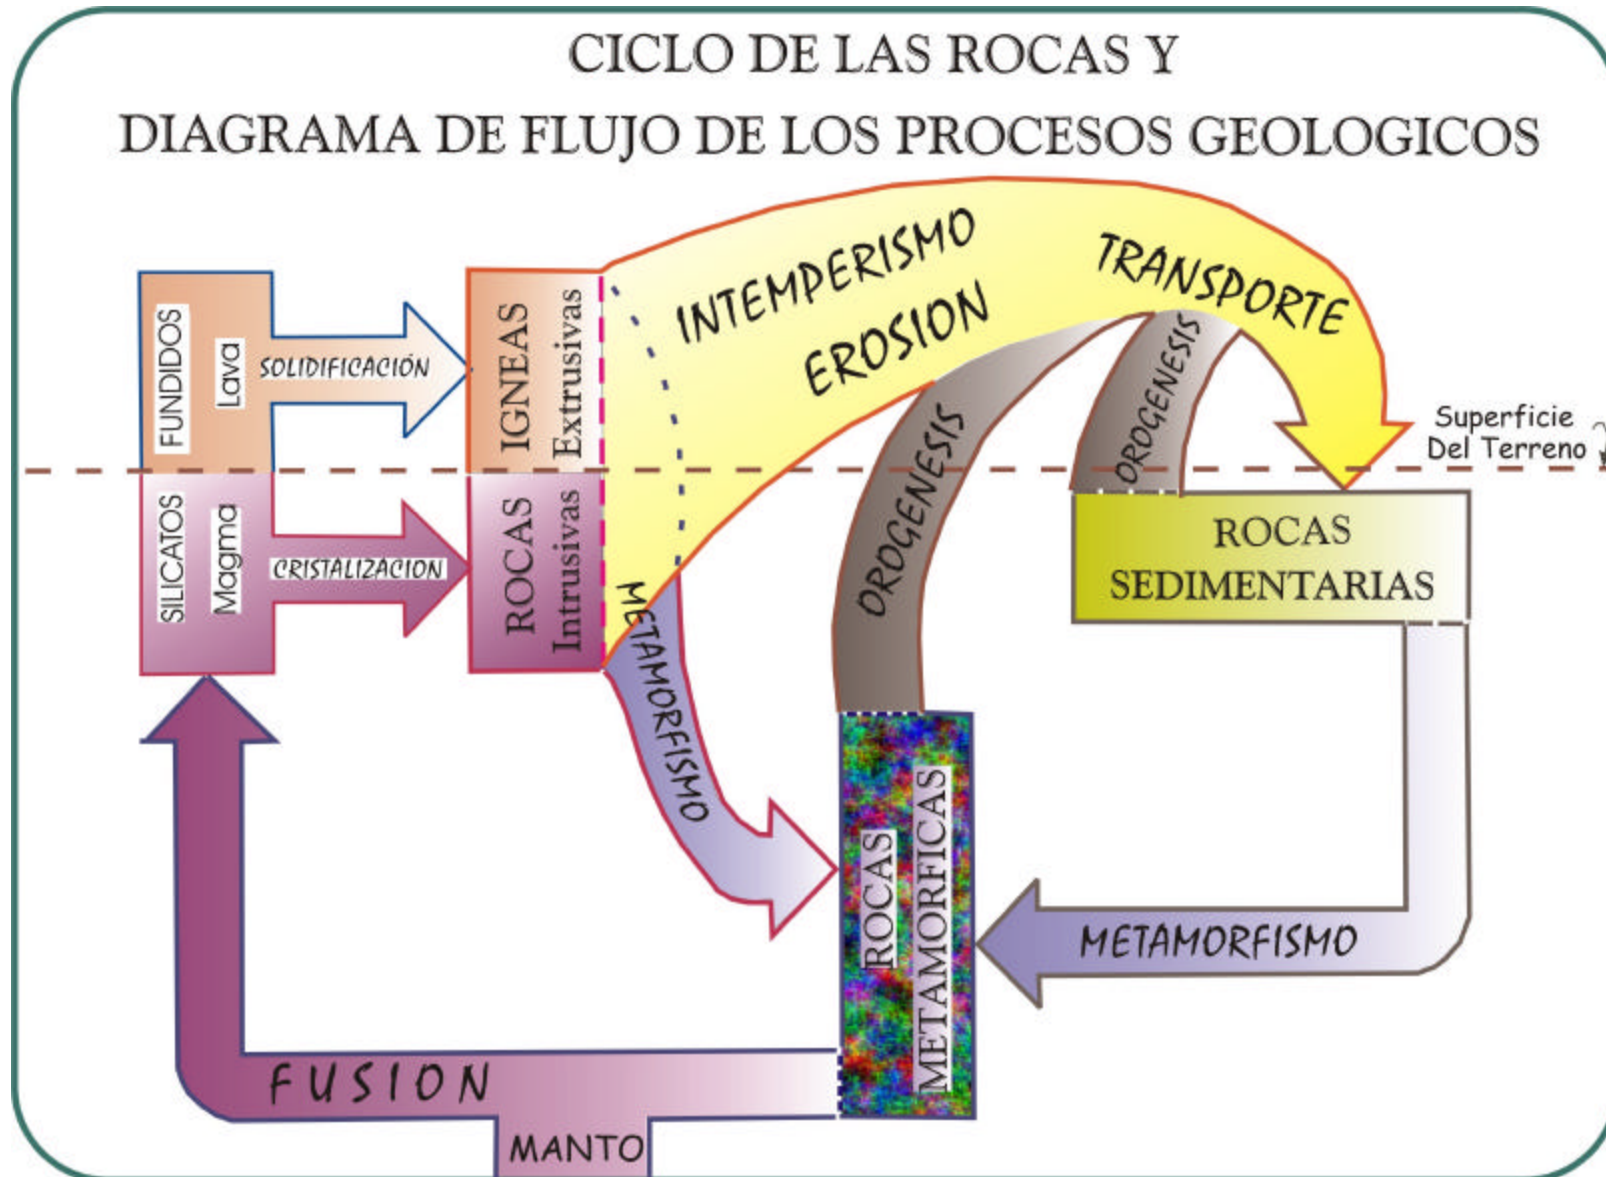 CICLO DE LAS ROCAS Y
DIAGRAMA DE FLUJO DE LOS PROCESOS GEOLOGICOS
FUNDIDOS
Lava
SOLIDIFICACIÓN
IGNEAS
Extrusivas
INTEMPERISMO
EROSION
TRANSPORTE
OROGENESIS
OROGENESIS
Superficie
Del Terreno
SILICATOS
Magma
CRISTALIZACION
ROCAS
Intrusivas
METAMORFISMO
ROCAS
SEDIMENTARIAS
ROCAS
METAMORFICAS
METAMORFISMO
FUSION
MANTO